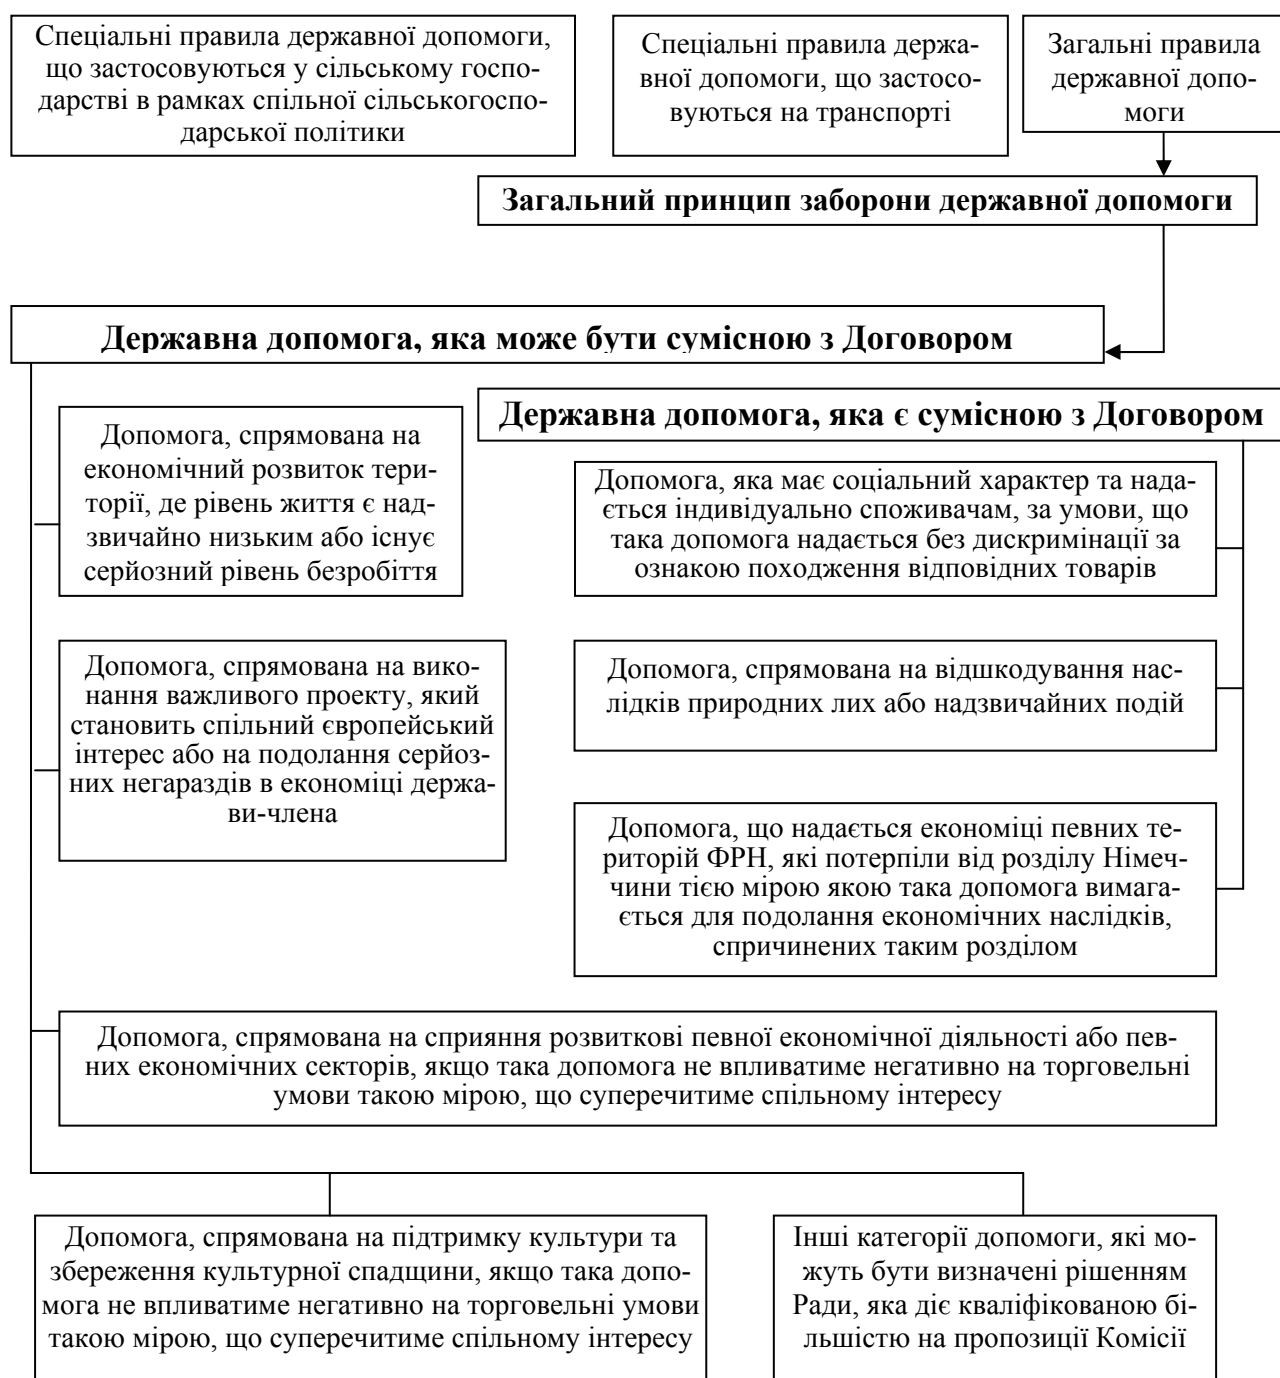 Спеціальні правила державної допомоги,
що застосовуються у сільському госпо-
дарстві в рамках спільної сільськогоспо-
дарської політики
Спеціальні правила держа-
вної допомоги, що застосо-
вуються на транспорті
Загальні правила
державної допо-
моги
Загальний принцип заборони державної допомоги
Державна допомога, яка може бути сумісною з Договором
Державна допомога, яка є сумісною з Договором
Допомога, спрямована на
економічний розвиток тери-
торії, де рівень життя є над-
звичайно низьким або існує
серйозний рівень безробіття
Допомога, яка має соціальний характер та нада-
ється індивідуально споживачам, за умови, що
така допомога надається без дискримінації за
ознакою походження відповідних товарів
Допомога, спрямована на вико-
нання важливого проекту, який
становить спільний європейський
інтерес або на подолання серйоз-
них негараздів в економіці держа-
ви-члена
Допомога, спрямована на відшкодування нас-
лідків природних лих або надзвичайних подій
Допомога, що надається економіці певних те-
риторій ФРН, які потерпіли від розділу Німеч-
чини тією мірою якою така допомога вимага-
ється для подолання економічних наслідків,
спричинених таким розділом
Допомога, спрямована на сприяння розвиткові певної економічної діяльності або пев-
них економічних секторів, якщо така допомога не впливатиме негативно на торговельні
умови такою мірою, що суперечитиме спільному інтересу
Допомога, спрямована на підтримку культури та
збереження культурної спадщини, якщо така допо-
мога не впливатиме негативно на торговельні умови
такою мірою, що суперечитиме спільному інтересу
Інші категорії допомоги, які мо-
жуть бути визначені рішенням
Ради, яка діє кваліфікованою бі-
льшістю на пропозиції Комісії